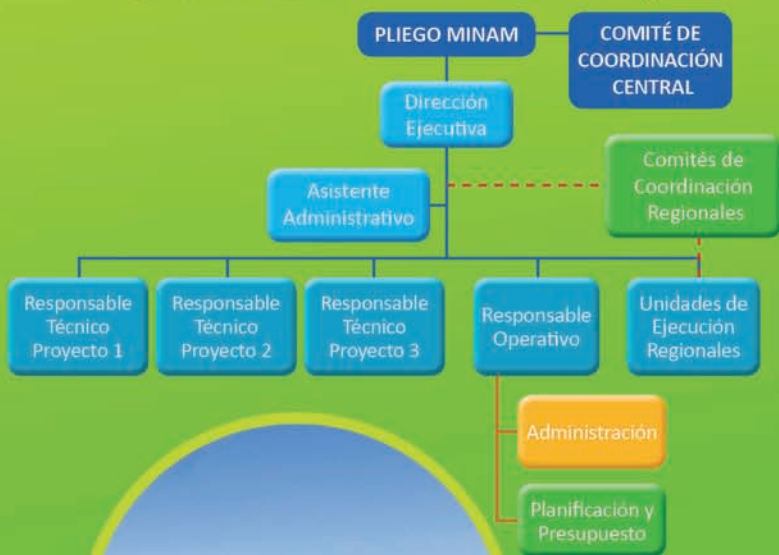 PLIEGO MINAM
COMITÉ DE
COORDINACIÓN
CENTRAL
Dirección
Ejecutiva
Comités de
Coordinación
Regionales
Asistente
Administrativo
Responsable
Técnico
Proyecto 1
Responsable
Técnico
Proyecto 2
Responsable
Técnico
Proyecto 3
Responsable
Operativo
Unidades de
Ejecución
Regionales
Administración
Planificación y
Presupuesto